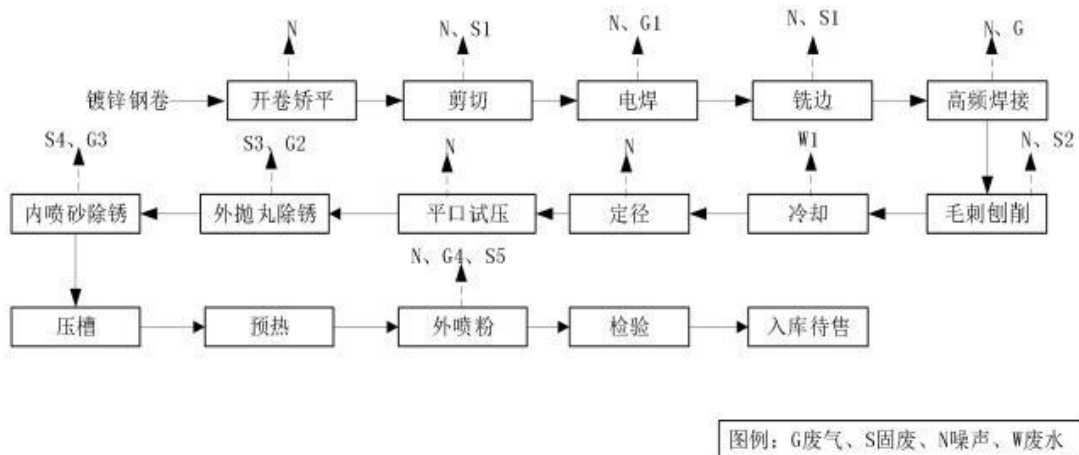 N
N、S1
N、G1
N、S1
N、G
镀锌钢卷
开卷矫平
剪切
电焊
铣边
高频焊接
S4、G3
S3、G2
N
N
W1
N、S2
内喷砂除锈
外抛丸除锈
平口试压
定径
冷却
毛刺刨削
N、G4、S5
压槽
预热
外喷粉
检验
入库待售
图例：G废气、S固废、N噪声、W废水